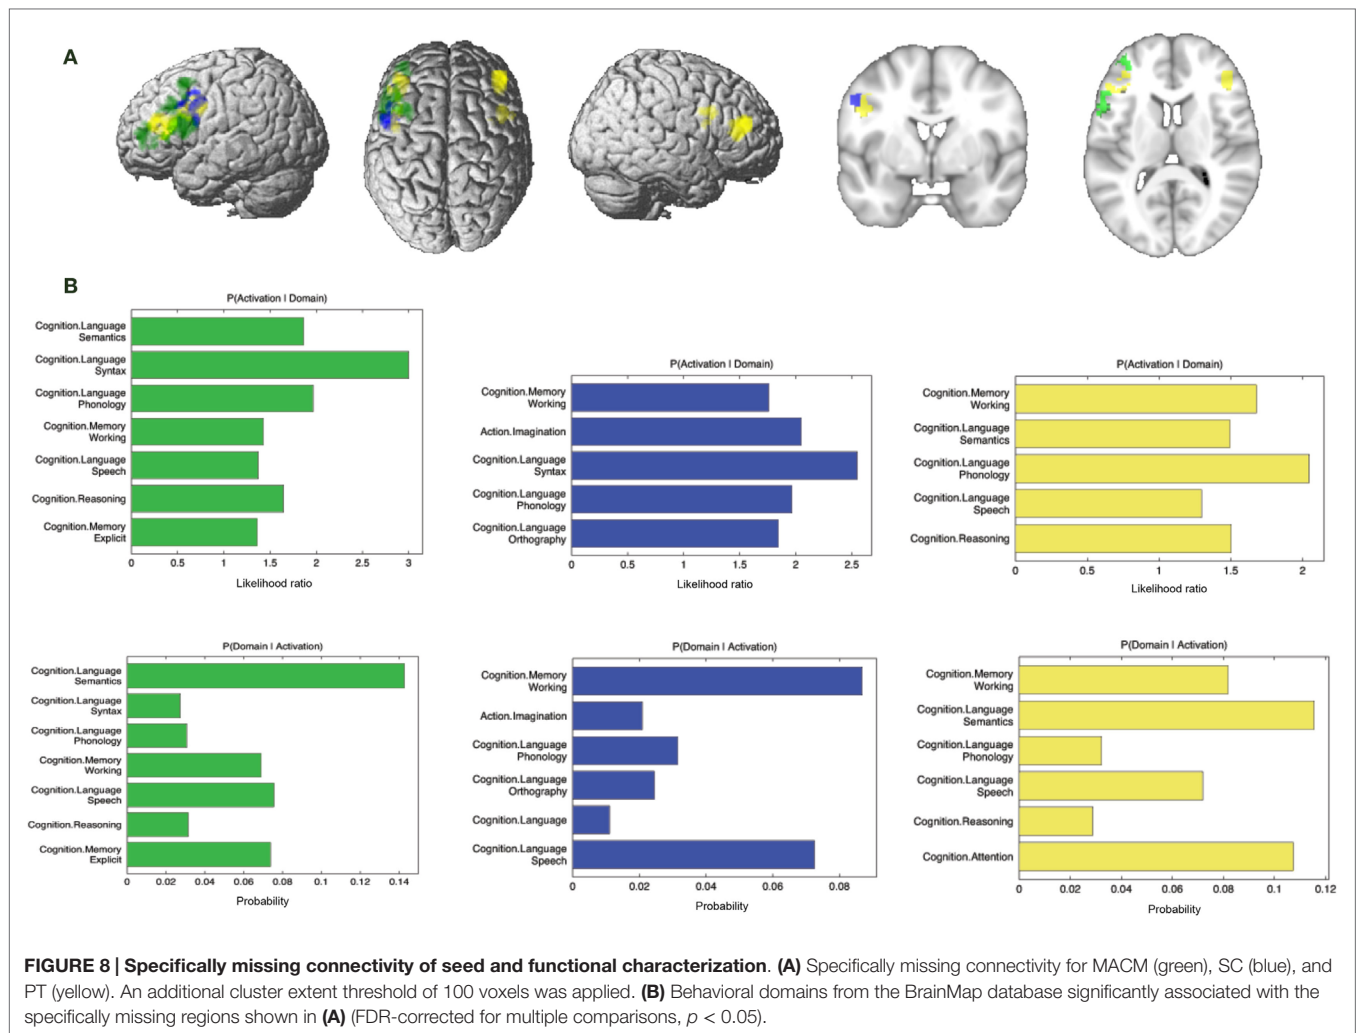 A
B
P(Activation | Domain)
Cognition.Language
Semantics
Cognition.Language
Syntax
Cognition.Language
Phonology
Cognition.Memory
Working
Cognition.Language
Speech
Cognition.Reasoning
Cognition.Memory
Explicit
0 0.5 1 1.5 2 2.5 3
Likelihood ratio
P(Activation | Domain)
Cognition.Memory
Working
Action.Imagination
Cognition.Language
Syntax
Cognition.Language
Phonology
Cognition.Language
Orthography
0 0.5 1 1.5 2 2.5
Likelihood ratio
P(Activation | Domain)
Cognition.Memory
Working
Cognition.Language
Semantics
Cognition.Language
Phonology
Cognition.Language
Speech
Cognition.Reasoning
0 0.5 1 1.5 2
Likelihood ratio
P(Domain | Activation)
Cognition.Language
Semantics
Cognition.Language
Syntax
Cognition.Language
Phonology
Cognition.Memory
Working
Cognition.Language
Speech
Cognition.Reasoning
Cognition.Memory
Explicit
0 0.02 0.04 0.06 0.08 0.1 0.12 0.14
Probability
P(Domain | Activation)
Cognition.Memory
Working
Action.Imagination
Cognition.Language
Phonology
Cognition.Language
Orthography
Cognition.Language
Cognition.Language
Speech
0 0.02 0.04 0.06 0.08
Probability
P(Domain | Activation)
Cognition.Memory
Working
Cognition.Language
Semantics
Cognition.Language
Phonology
Cognition.Language
Speech
Cognition.Reasoning
Cognition.Attention
0 0.02 0.04 0.06 0.08 0.1 0.12
Probability
FIGURE 8 | Specifically missing connectivity of seed and functional characterization. (A) Specifically missing connectivity for MACM (green), SC (blue), and
PT (yellow). An additional cluster extent threshold of 100 voxels was applied. (B) Behavioral domains from the BrainMap database significantly associated with the
specifically missing regions shown in (A) (FDR-corrected for multiple comparisons, p < 0.05).